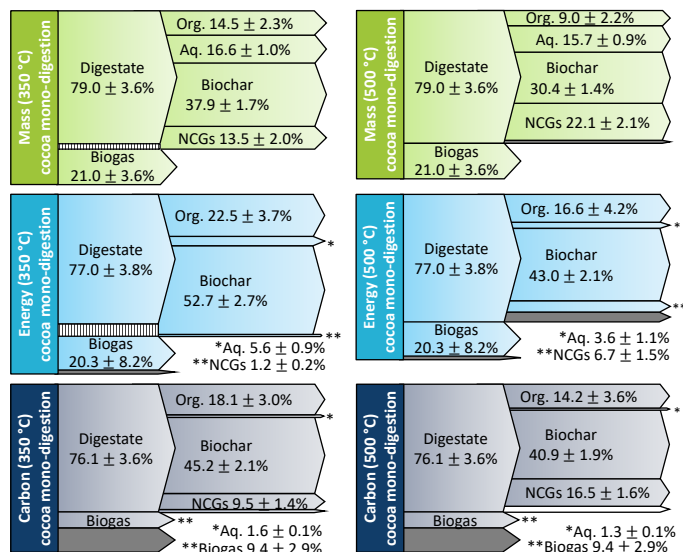 Mass (350 °C)
cocoa mono-digestion
Digestate
79.0 ± 3.6%
Biogas
21.0 ± 3.6%
Org. 14.5 ± 2.3%
Aq. 16.6 ± 1.0%
Biochar
37.9 ± 1.7%
NCGs 13.5 ± 2.0%
Mass (500 °C)
cocoa mono-digestion
Digestate
79.0 ± 3.6%
Biogas
21.0 ± 3.6%
Org. 9.0 ± 2.2%
Aq. 15.7 ± 0.9%
Biochar
30.4 ± 1.4%
NCGs 22.1 ± 2.1%
Energy (350 °C)
cocoa mono-digestion
Digestate
77.0 ± 3.8%
Biogas
20.3 ± 8.2%
Org. 22.5 ± 3.7%
*
Biochar
52.7 ± 2.7%
**
*Aq. 5.6 ± 0.9%
**NCGs 1.2 ± 0.2%
Energy (500 °C)
cocoa mono-digestion
Digestate
77.0 ± 3.8%
Biogas
20.3 ± 8.2%
Org. 16.6 ± 4.2%
*
Biochar
43.0 ± 2.1%
**
*Aq. 3.6 ± 1.1%
**NCGs 6.7 ± 1.5%
Carbon (350 °C)
cocoa mono-digestion
Digestate
76.1 ± 3.6%
Biogas
**
Org. 18.1 ± 3.0%
*
Biochar
45.2 ± 2.1%
NCGs 9.5 ± 1.4%
*Aq. 1.6 ± 0.1%
**Biogas 9.4 ± 2.9%
Carbon (500 °C)
cocoa mono-digestion
Digestate
76.1 ± 3.6%
Biogas
**
Org. 14.2 ± 3.6%
*
Biochar
40.9 ± 1.9%
NCGs 16.5 ± 1.6%
*Aq. 1.3 ± 0.1%
**Biogas 9.4 ± 2.9%